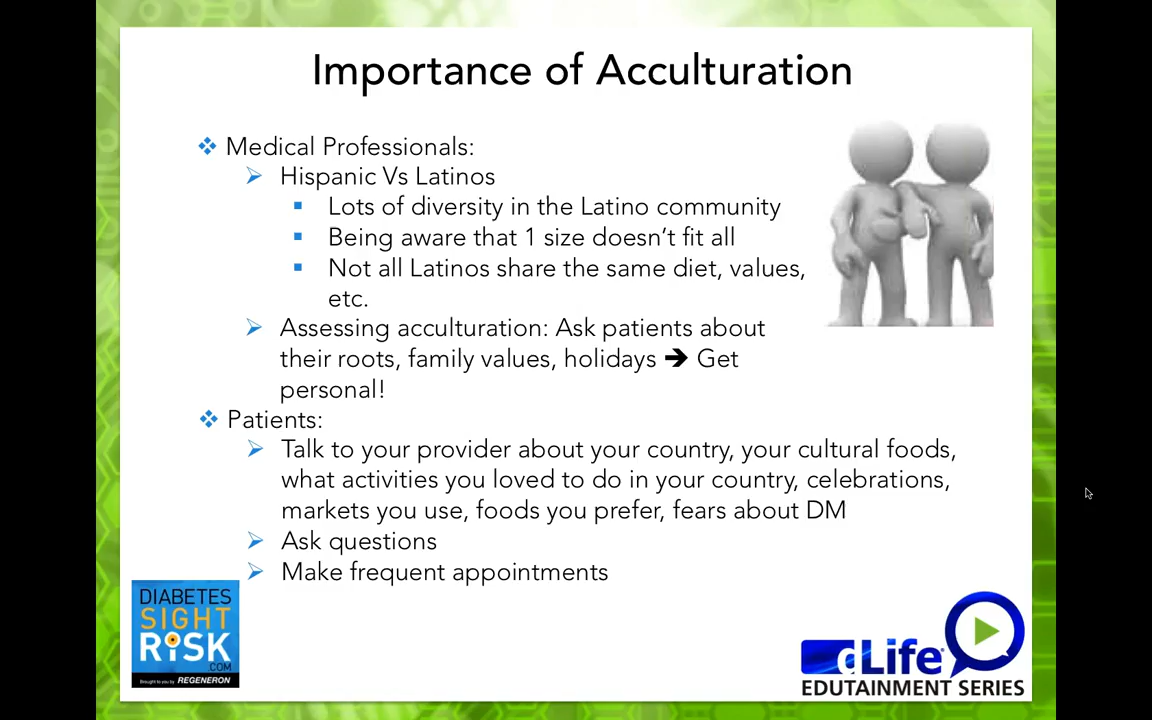 Importance of Acculturation
❖ Medical Professionals:
➢ Hispanic Vs Latinos
▪ Lots of diversity in the Latino community
▪ Being aware that 1 size doesn't fit all
▪ Not all Latinos share the same diet, values,
etc.
➢ Assessing acculturation: Ask patients about
their roots, family values, holidays ➔ Get
personal!
❖ Patients:
➢ Talk to your provider about your country, your cultural foods,
what activities you loved to do in your country, celebrations,
markets you use, foods you prefer, fears about DM
➢ Ask questions
➢ Make frequent appointments
DIABETES
SIGHT
RISK
.COM
Brought to you by REGENERON
dLife®
EDUTAINMENT SERIES